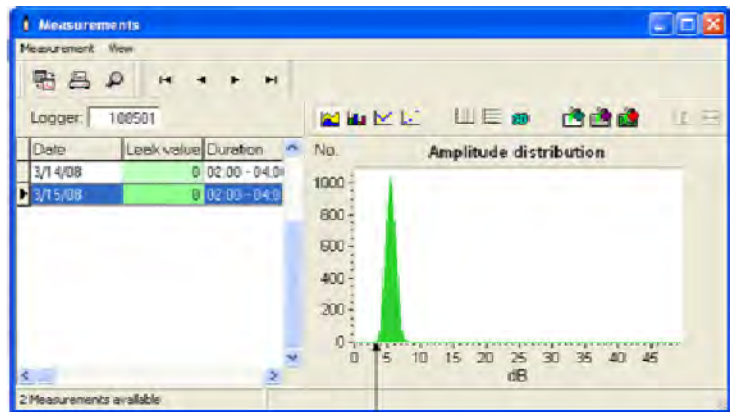 Measurements
Measurement View
Logger: 108501
Date Leak value Duration
3/14/08 0 02:00 - 04:00
3/15/08 0 02:00 - 04:0
2 Measurements available
No. Amplitude distribution
1000
800
600
400
200
0
0 5 10 15 20 25 30 35 40 45
dB